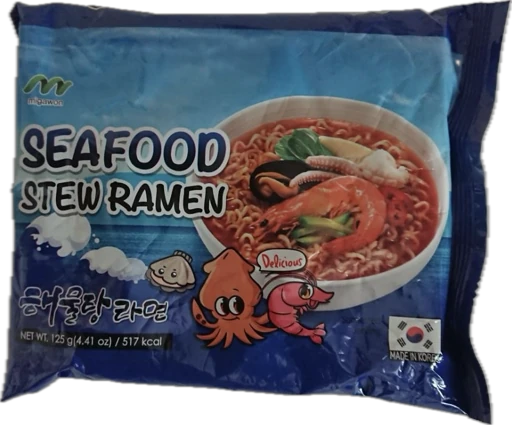 migawon
SEAFOOD
STEW RAMEN
Delicious
해물탕 라면
NET WT. 125 g(4.41 oz) / 517 kcal
MADE IN KOREA